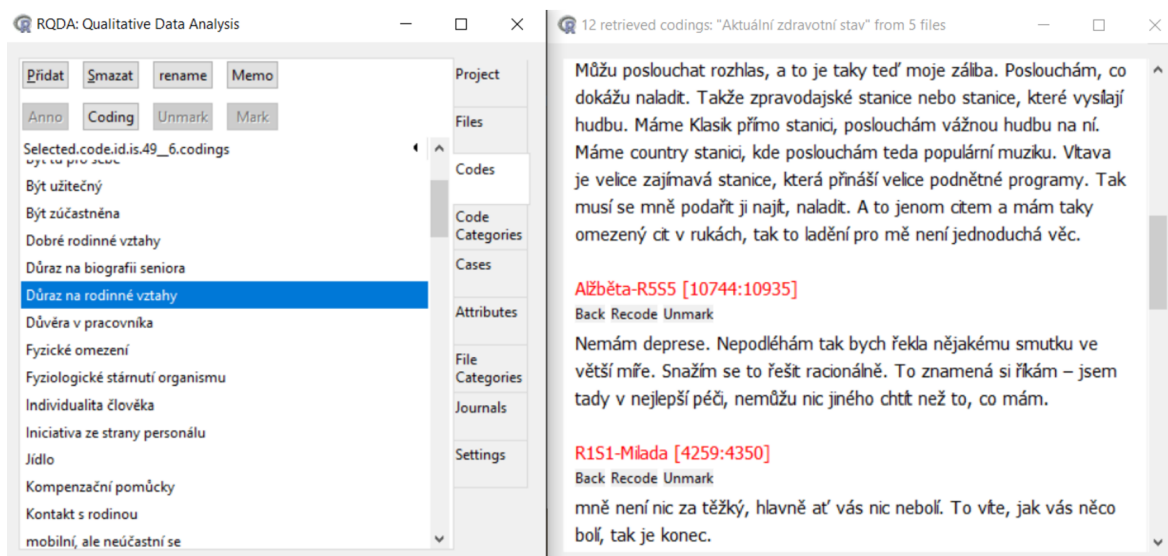 RQDA: Qualitative Data Analysis
Přidat Smazat rename Memo
Anno Coding Unmark Mark
Selected.code.id.is.49__6.codings
Být tu pro sebe
Být užitečný
Být zúčastněna
Dobré rodinné vztahy
Důraz na biografii seniora
Důraz na rodinné vztahy
Důvěra v pracovníka
Fyzické omezení
Fyziologické stárnutí organismu
Individualita člověka
Iniciativa ze strany personálu
Jídlo
Kompenzační pomůcky
Kontakt s rodinou
mobilní, ale neúčastní se
Project
Files
Codes
Code
Categories
Cases
Attributes
File
Categories
Journals
Settings
12 retrieved codings: "Aktuální zdravotní stav" from 5 files
Můžu poslouchat rozhlas, a to je taky teď moje záliba. Poslouchám, co
dokážu naladit. Takže zpravodajské stanice nebo stanice, které vysílají
hudbu. Máme Klasik přímo stanici, poslouchám vážnou hudbu na ní.
Máme country stanici, kde poslouchám teda populární muziku. Vltava
je velice zajímavá stanice, která přináší velice podnětné programy. Tak
musí se mně podařit ji najít, naladit. A to jenom citem a mám taky
omezený cit v rukách, tak to ladění pro mě není jednoduchá věc.
Alžběta-R5S5 [10744:10935]
Back Recode Unmark
Nemám deprese. Nepodléhám tak bych řekla nějakému smutku ve
větší míře. Snažím se to řešit racionálně. To znamená si říkám – jsem
tady v nejlepší péči, nemůžu nic jiného chtít než to, co mám.
R1S1-Milada [4259:4350]
Back Recode Unmark
mně není nic za těžký, hlavně ať vás nic nebolí. To víte, jak vás něco
bolí, tak je konec.